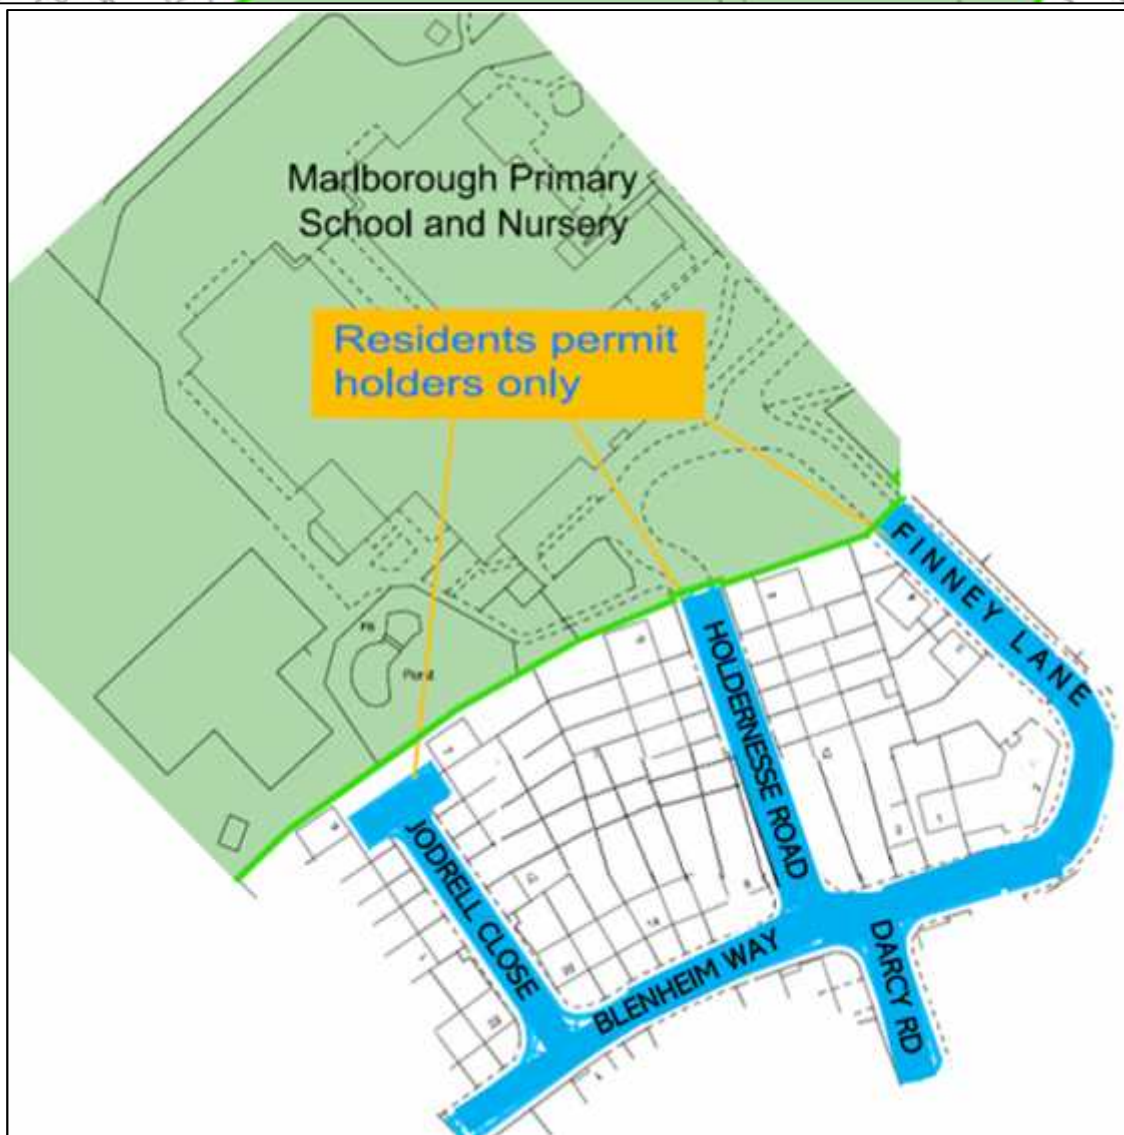 Marlborough Primary
School and Nursery
Residents permit
holders only
FINNEY LANE
HOLDERNESSE ROAD
Pond
JODRELL CLOSE
BLENHEIM WAY
DARCY RD